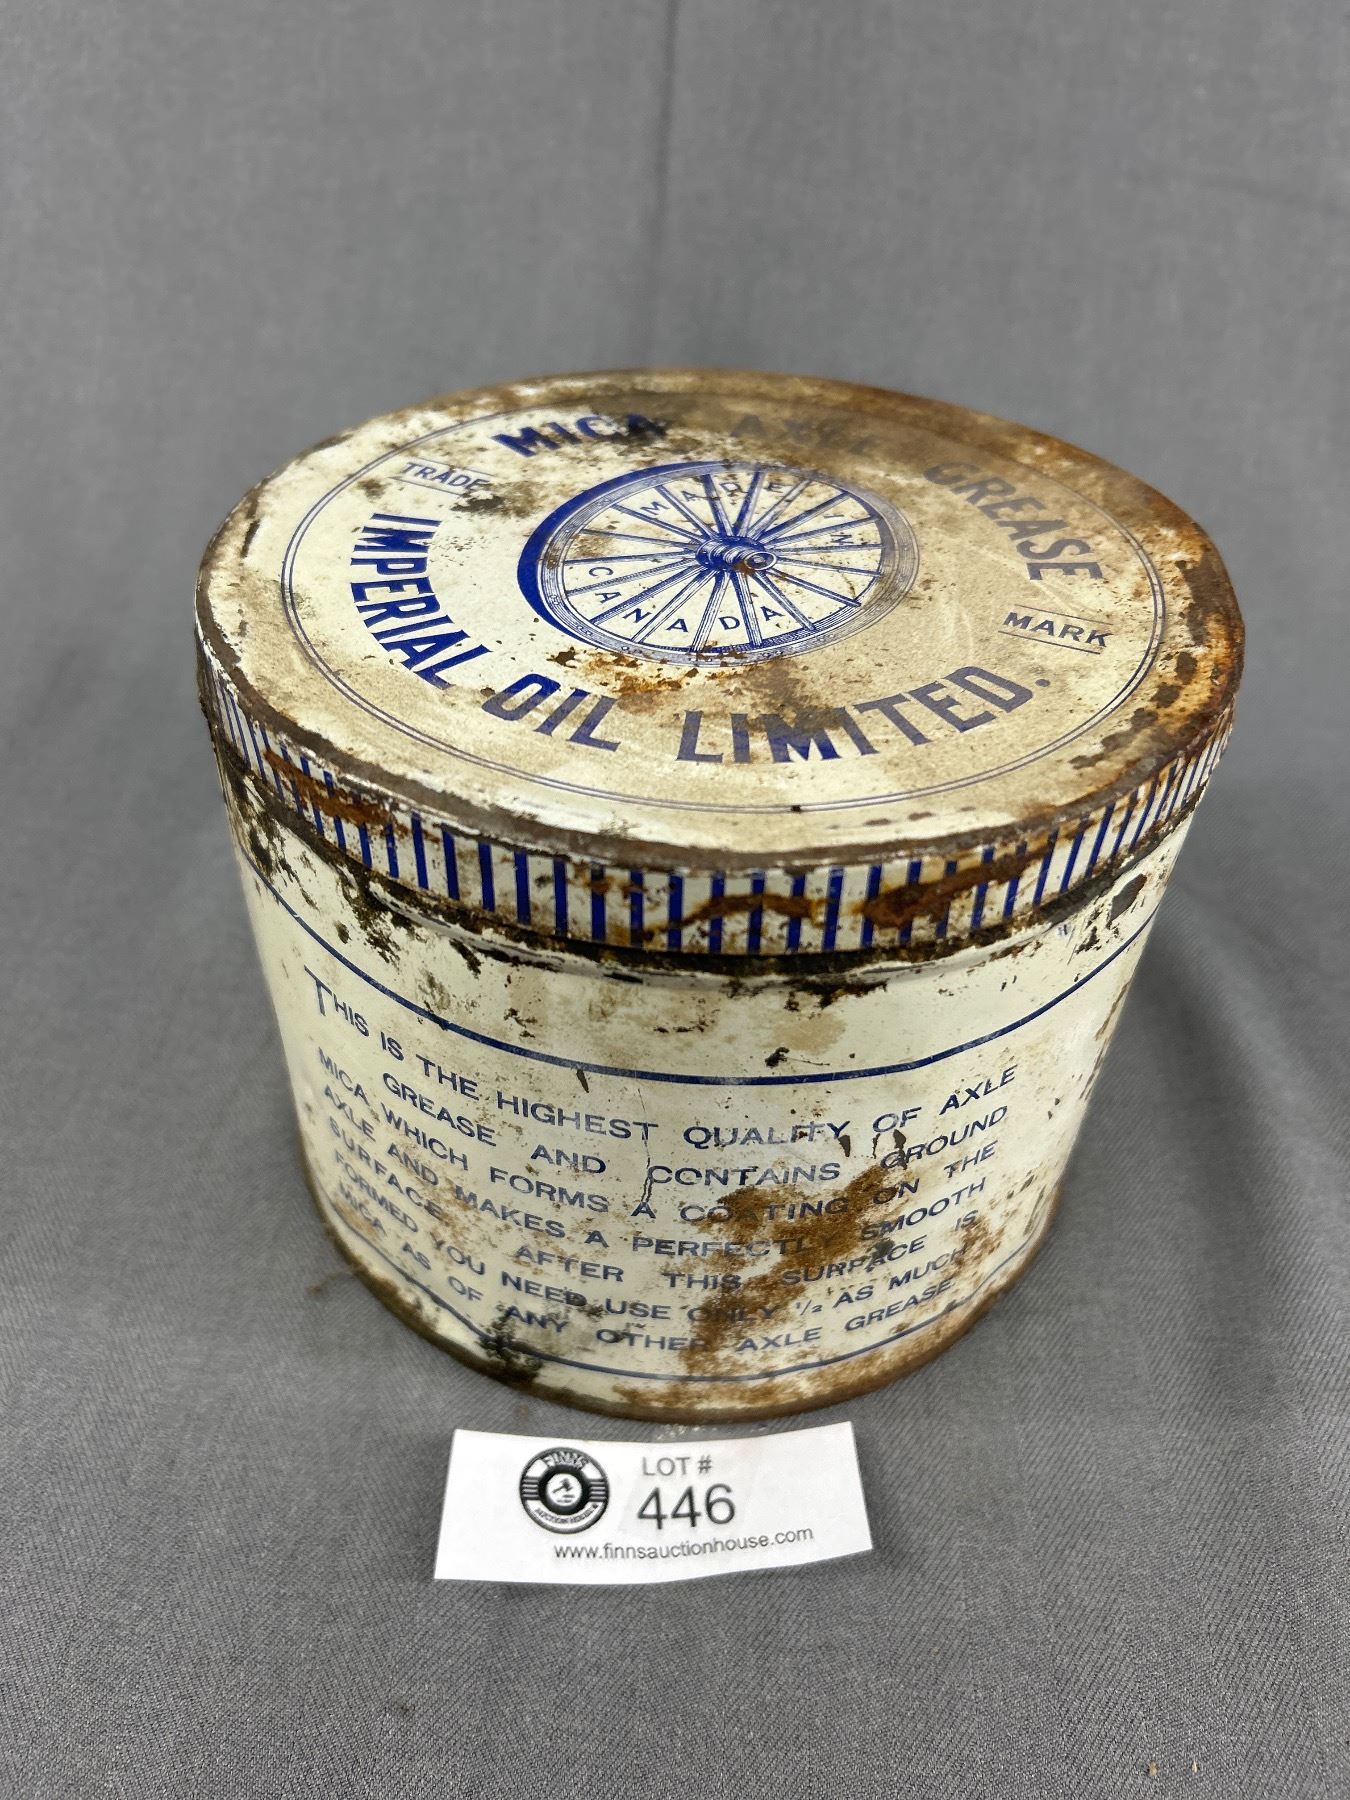 MICA AXLE GREASE
TRADE MARK
MADE IN
CANADA
IMPERIAL OIL LIMITED.
THIS IS THE HIGHEST QUALITY OF AXLE
GREASE AND CONTAINS GROUND
MICA WHICH FORMS A COATING ON THE
AXLE AND MAKES A PERFECTLY SMOOTH
SURFACE AFTER THIS SURFACE IS
FORMED YOU NEED USE ONLY 1/2 AS MUCH
MICA AS OF ANY OTHER AXLE GREASE
FINNS
AUCTION HOUSE
LOT #
446
www.finnsauctionhouse.com